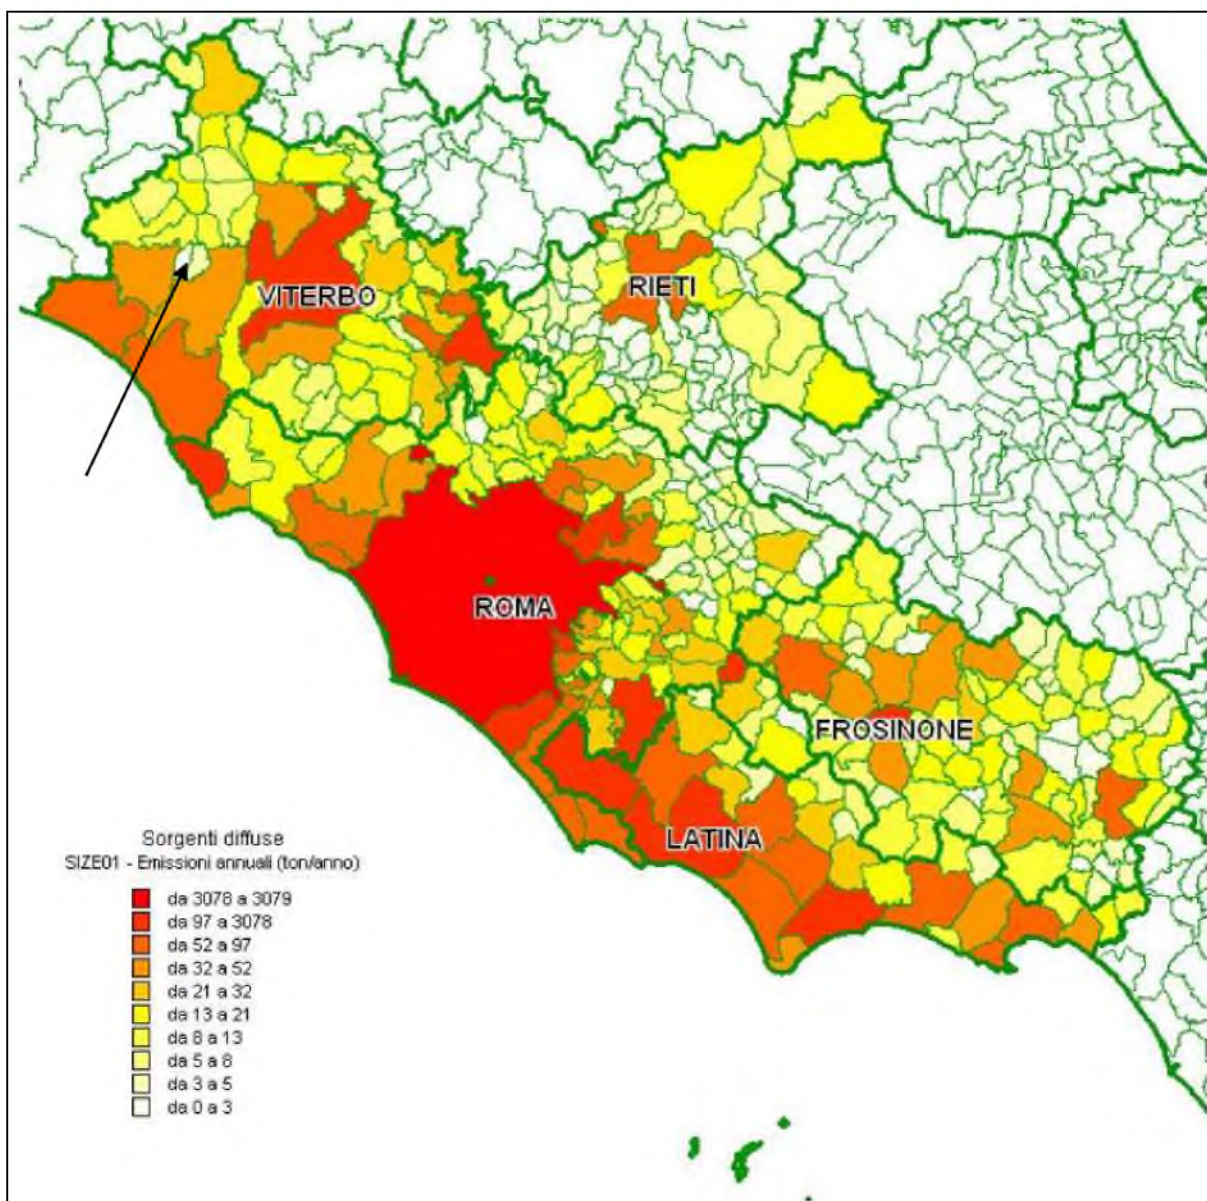 VITERBO
RIETI
ROMA
FROSINONE
LATINA
Sorgenti diffuse
SIZE01 - Emissioni annuali (ton/anno)
da 3078 a 3079
da 97 a 3078
da 52 a 97
da 32 a 52
da 21 a 32
da 13 a 21
da 8 a 13
da 5 a 8
da 3 a 5
da 0 a 3